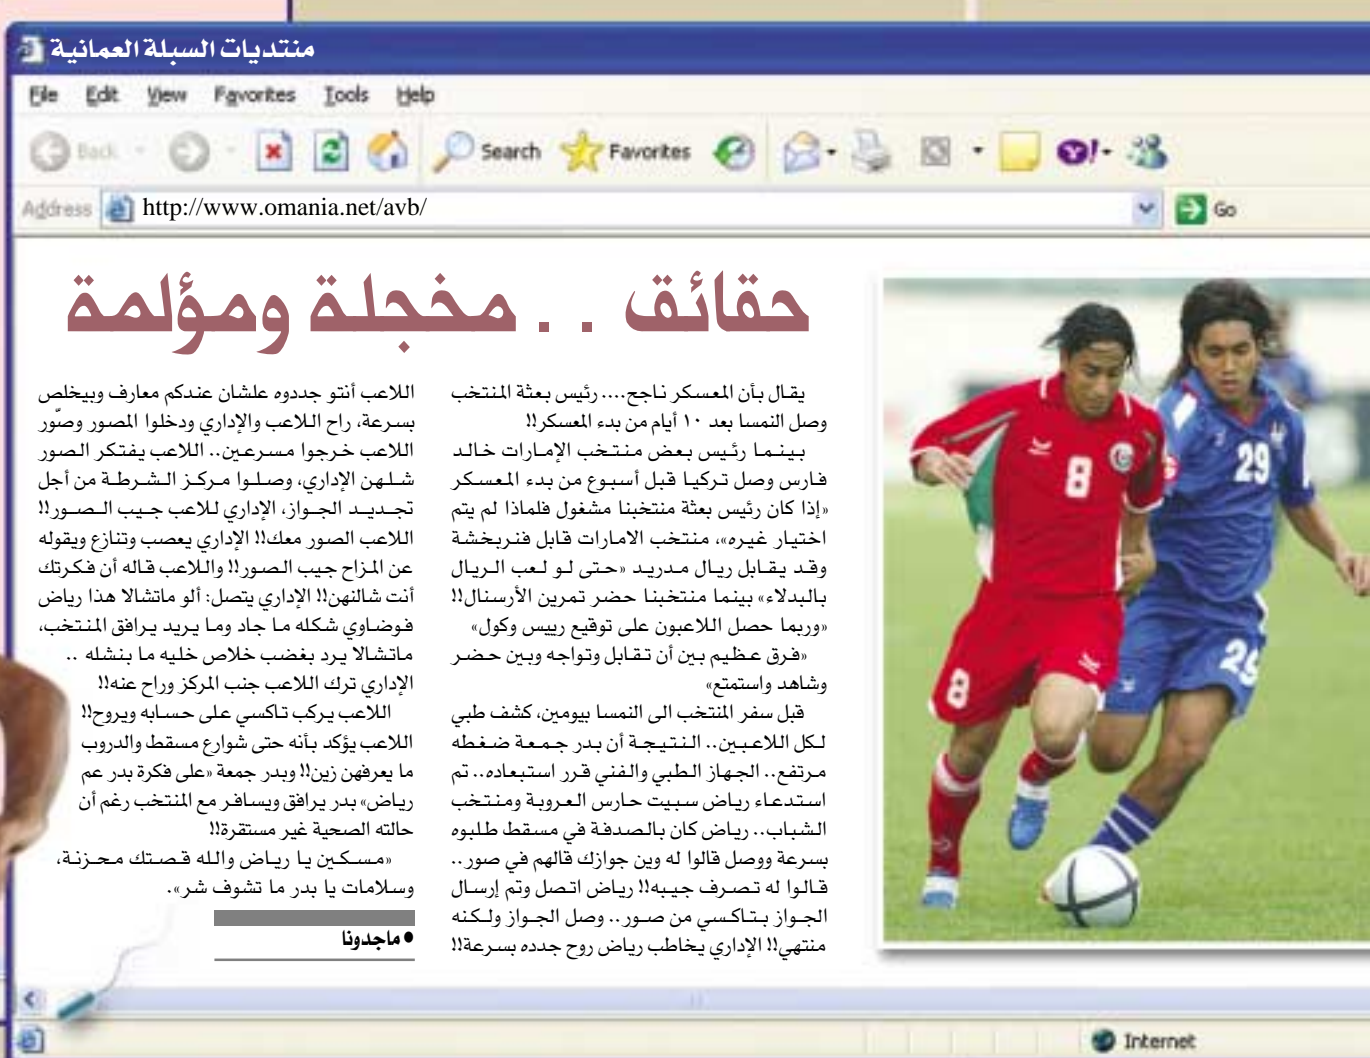 منتديات السبلة العمانية
File Edit View Favorites Tools Help
Back Search Favorites
Address http://www.omania.net/avb/ Go
حقائق . . مخجلة ومؤلمة
يقال بأن المعسكر ناجح.... رئيس بعثة المنتخب
وصل النمسا بعد ١٠ أيام من بدء المعسكر!!
بينما رئيس بعض منتخب الإمارات خالد
فارس وصل تركيا قبل أسبوع من بدء المعسكر
«إذا كان رئيس بعثة منتخبنا مشغول فلماذا لم يتم
اختيار غيره»، منتخب الامارات قابل فنربخشة
وقد يقابل ريال مدريد «حتى لو لعب الريال
بالبدلاء» بينما منتخبنا حضر تمرين الأرسنال!!
«وربما حصل اللاعبون على توقيع رييس وكول»
«فرق عظيم بين أن تقابل وتواجه وبين حضر
وشاهد واستمتع»
قبل سفر المنتخب الى النمسا بيومين، كشف طبي
لكل اللاعبين.. النتيجة أن بدر جمعة ضغطه
مرتفع.. الجهاز الطبي والفني قرر استبعاده.. تم
استدعاء رياض سبيت حارس العروبة ومنتخب
الشباب.. رياض كان بالصدفة في مسقط طلبوه
بسرعة ووصل قالوا له وين جوازك قالهم في صور..
قالوا له تصرف جيبه!! رياض اتصل وتم إرسال
الجواز بتاكسي من صور.. وصل الجواز ولكنه
منتهي!! الإداري يخاطب رياض روح جدده بسرعة!!
اللاعب أنتو جددوه علشان عندكم معارف وبيخلص
بسرعة، راح اللاعب والإداري ودخلوا المصور وصوّر
اللاعب خرجوا مسرعين.. اللاعب يفتكر الصور
شلهن الإداري، وصلوا مركز الشرطة من أجل
تجديد الجواز، الإداري للاعب جيب الصور!!
اللاعب الصور معك!! الإداري يعصب وتنازع ويقوله
عن المزاح جيب الصور!! واللاعب قاله أن فكرتك
أنت شالنهن!! الإداري يتصل: ألو ماتشالا هذا رياض
فوضاوي شكله ما جاد وما يريد يرافق المنتخب،
ماتشالا يرد بغضب خلاص خليه ما بنشله ..
الإداري ترك اللاعب جنب المركز وراح عنه!!
اللاعب يركب تاكسي على حسابه ويروح!!
اللاعب يؤكد بأنه حتى شوارع مسقط والدروب
ما يعرفهن زين!! وبدر جمعة «على فكرة بدر عم
رياض» بدر يرافق ويسافر مع المنتخب رغم أن
حالته الصحية غير مستقرة!!
«مسكين يا رياض والله قصتك محزنة،
وسلامات يا بدر ما تشوف شر».
● ماجدونا
8
8
29
29
Internet